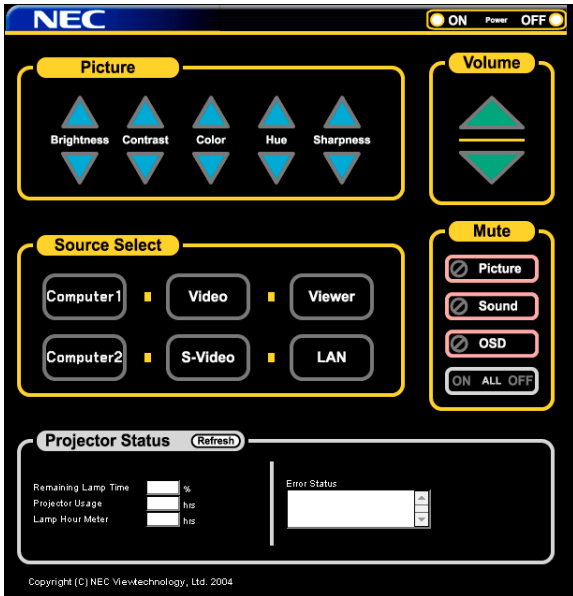 NEC
ON Power OFF
Picture
Volume
Brightness Contrast Color Hue Sharpness
Source Select
Mute
Picture
Computer1 Video Viewer
Sound
OSD
Computer2 S-Video LAN
ON ALL OFF
Projector Status Refresh
Remaining Lamp Time %
Projector Usage hrs
Lamp Hour Meter hrs
Error Status
Copyright (C) NEC Viewtechnology, Ltd. 2004